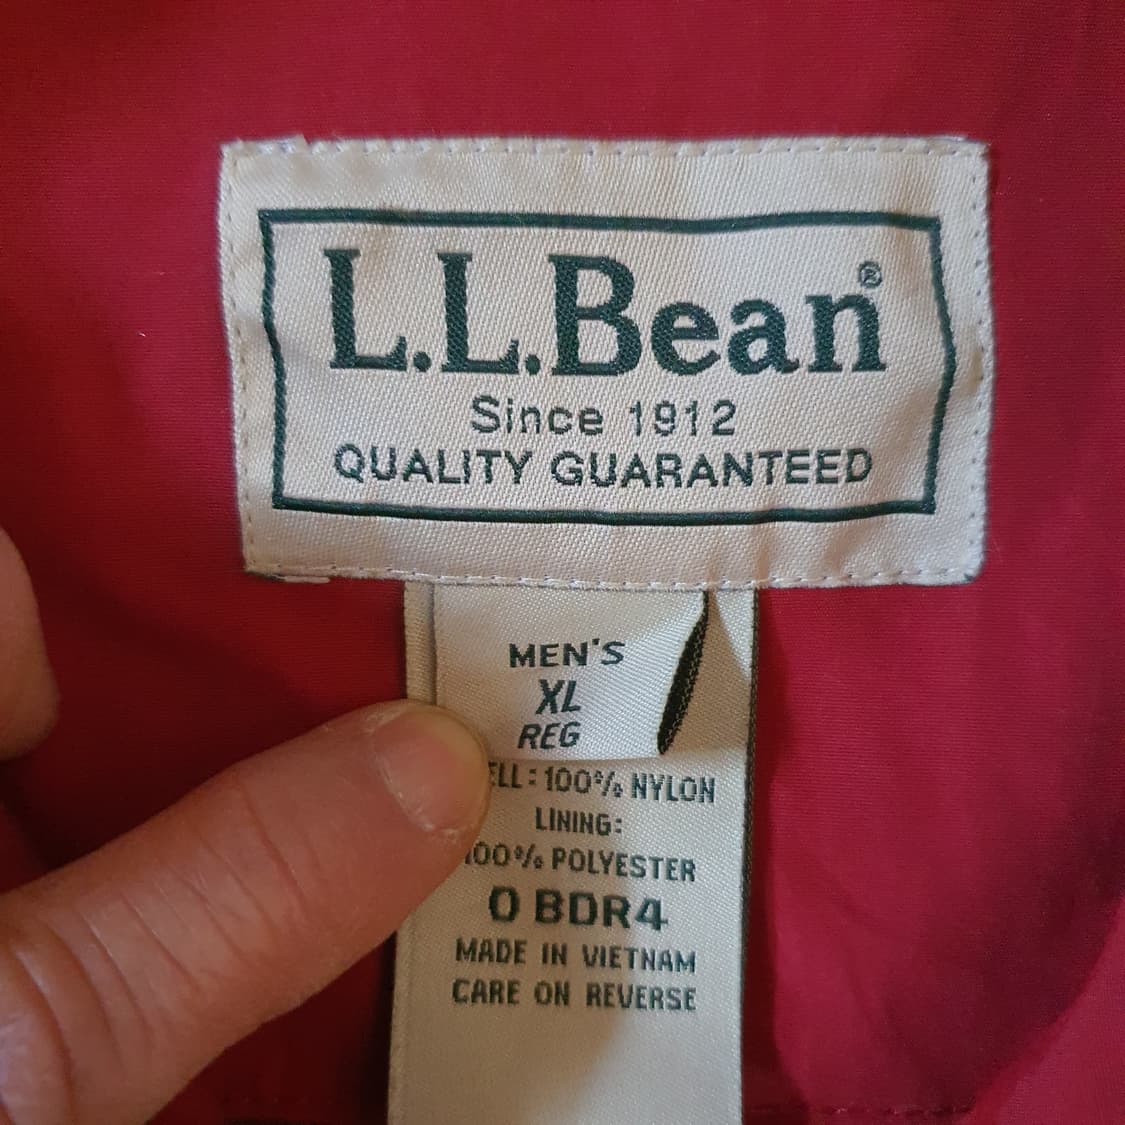 L.L.Bean®
Since 1912
QUALITY GUARANTEED
MEN'S
XL
REG
ELL: 100% NYLON
LINING:
100% POLYESTER
0 BDR4
MADE IN VIETNAM
CARE ON REVERSE